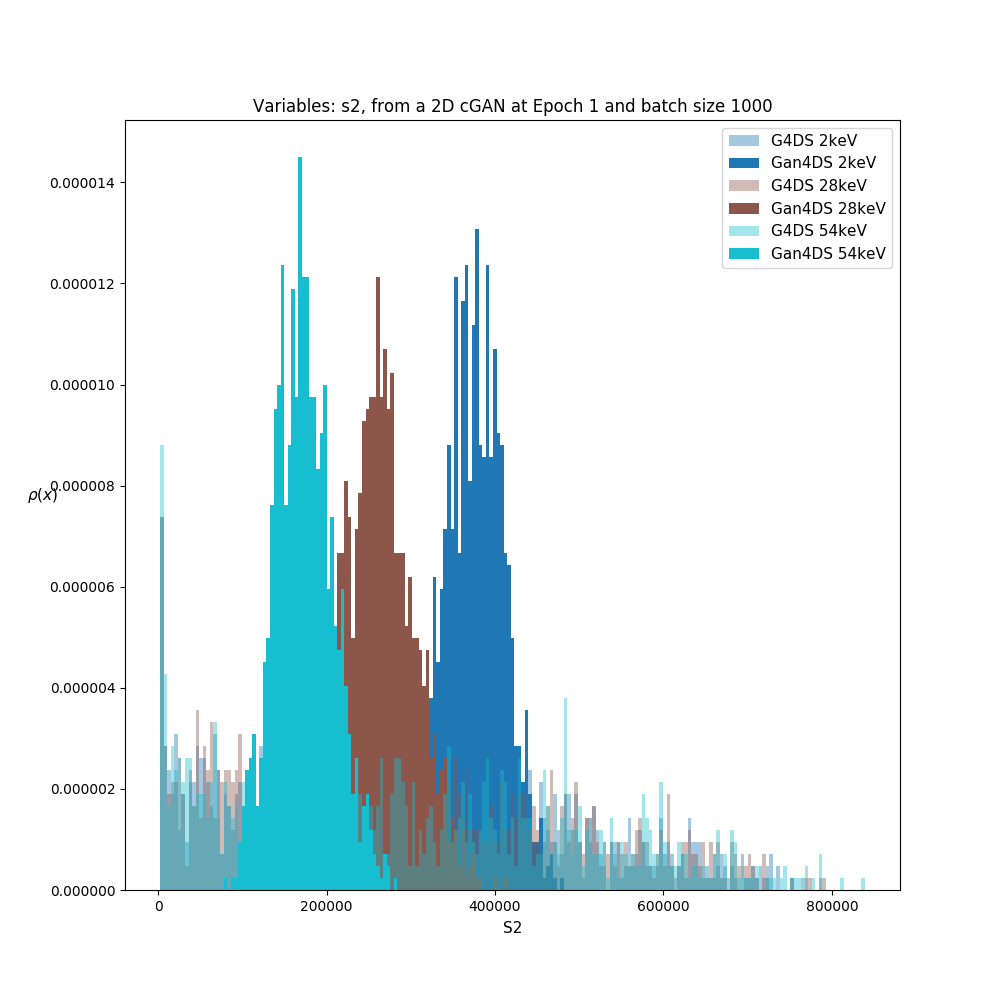 Variables: s2, from a 2D cGAN at Epoch 1 and batch size 1000
G4DS 2keV
Gan4DS 2keV
G4DS 28keV
Gan4DS 28keV
G4DS 54keV
Gan4DS 54keV
0.000014
0.000012
0.000010
0.000008
ρ(x)
0.000006
0.000004
0.000002
0.000000
0 200000 400000 600000 800000
S2